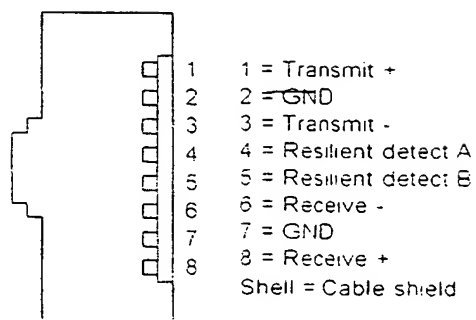 1 1 = Transmit +
2 2 = GND
3 3 = Transmit -
4 4 = Resilient detect A
5 5 = Resilient detect B
6 6 = Receive -
7 7 = GND
8 8 = Receive +
Shell = Cable shield